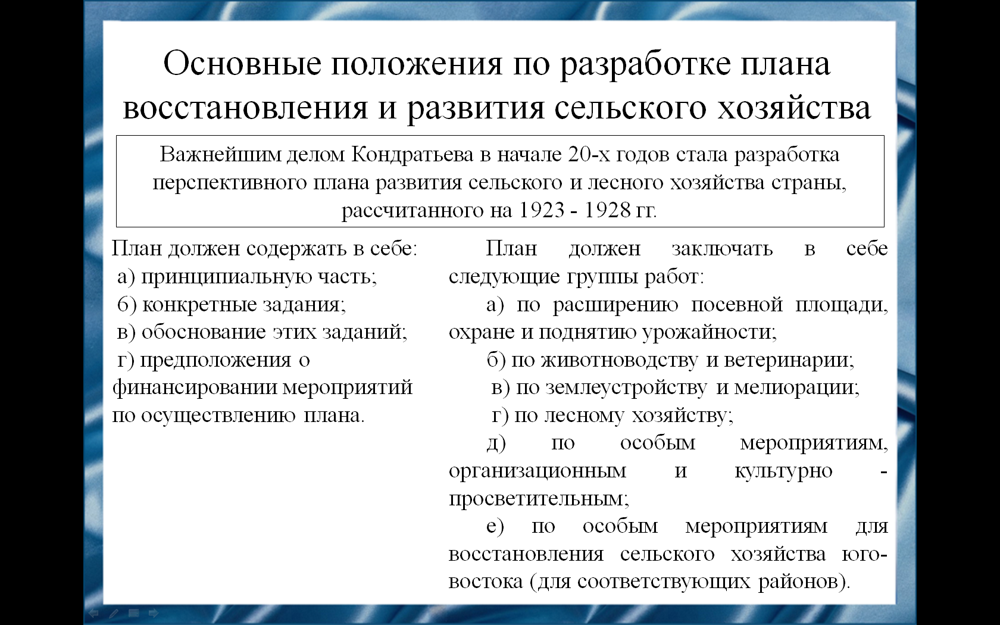 Основные положения по разработке плана
восстановления и развития сельского хозяйства
Важнейшим делом Кондратьева в начале 20-х годов стала разработка
перспективного плана развития сельского и лесного хозяйства страны,
рассчитанного на 1923 - 1928 гг.
План должен содержать в себе:
а) принципиальную часть;
6) конкретные задания;
в) обоснование этих заданий;
г) предположения о
финансировании мероприятий
по осуществлению плана.
План должен заключать в себе
следующие группы работ:
а) по расширению посевной площади,
охране и поднятию урожайности;
б) по животноводству и ветеринарии;
в) по землеустройству и мелиорации;
г) по лесному хозяйству;
д) по особым мероприятиям,
организационным и культурно -
просветительным;
е) по особым мероприятиям для
восстановления сельского хозяйства юго-
востока (для соответствующих районов).